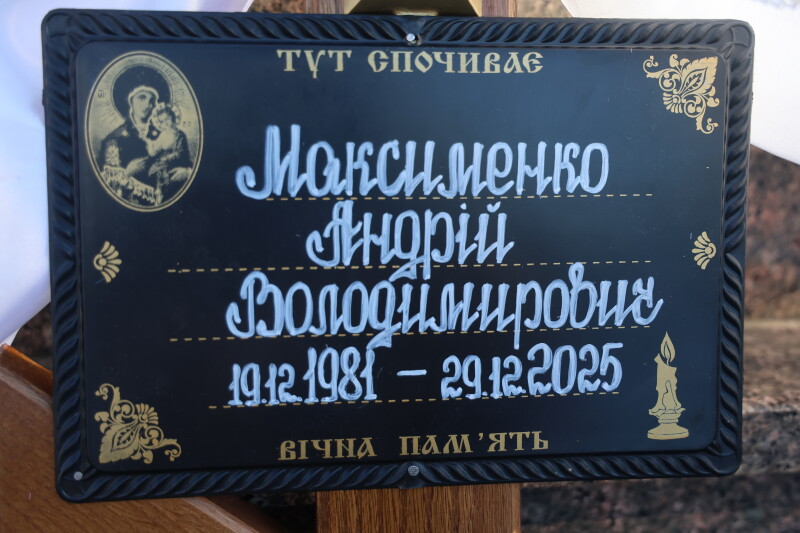 ТУТ СПОЧИВАЄ
Максименко
Андрій
Володимирович
19.12.1981 – 29.12.2025
ВІЧНА ПАМ'ЯТЬ